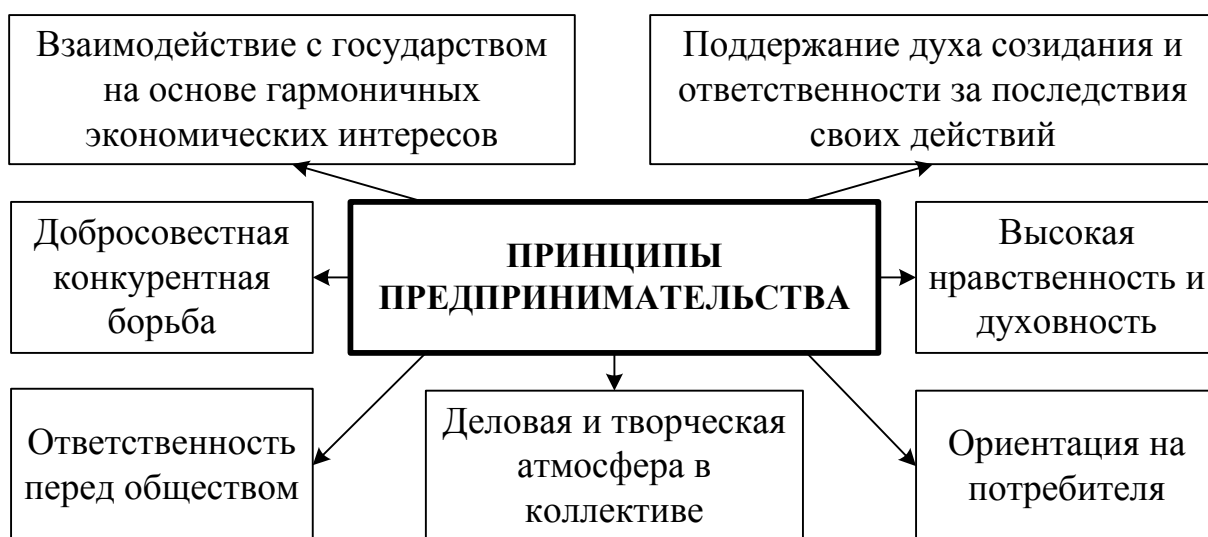 Взаимодействие с государством
на основе гармоничных
экономических интересов
Поддержание духа созидания и
ответственности за последствия
своих действий
Добросовестная
конкурентная
борьба
ПРИНЦИПЫ
ПРЕДПРИНИМАТЕЛЬСТВА
Высокая
нравственность и
духовность
Ответственность
перед обществом
Деловая и творческая
атмосфера в
коллективе
Ориентация на
потребителя